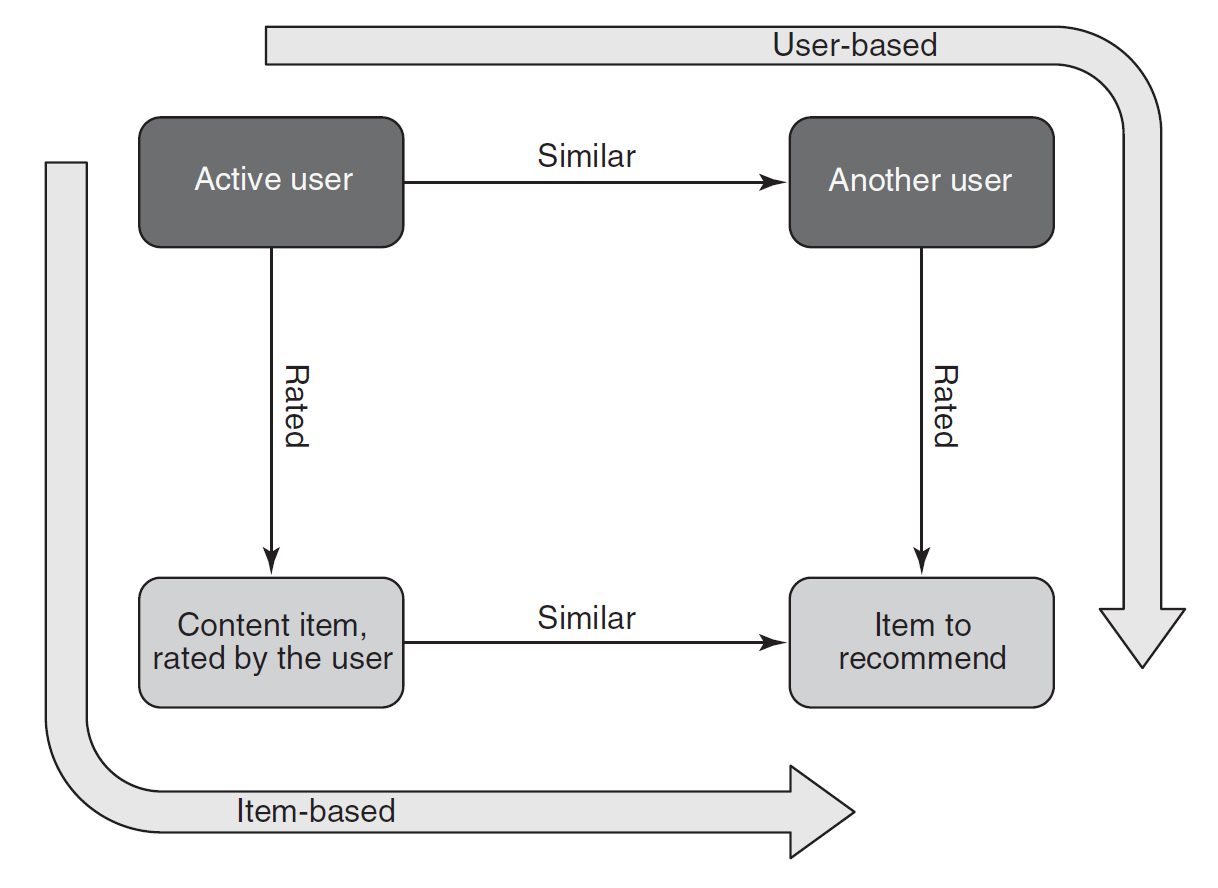 User-based
Similar
Active user
Another user
Rated
Rated
Content item,
rated by the user
Similar
Item to
recommend
Item-based